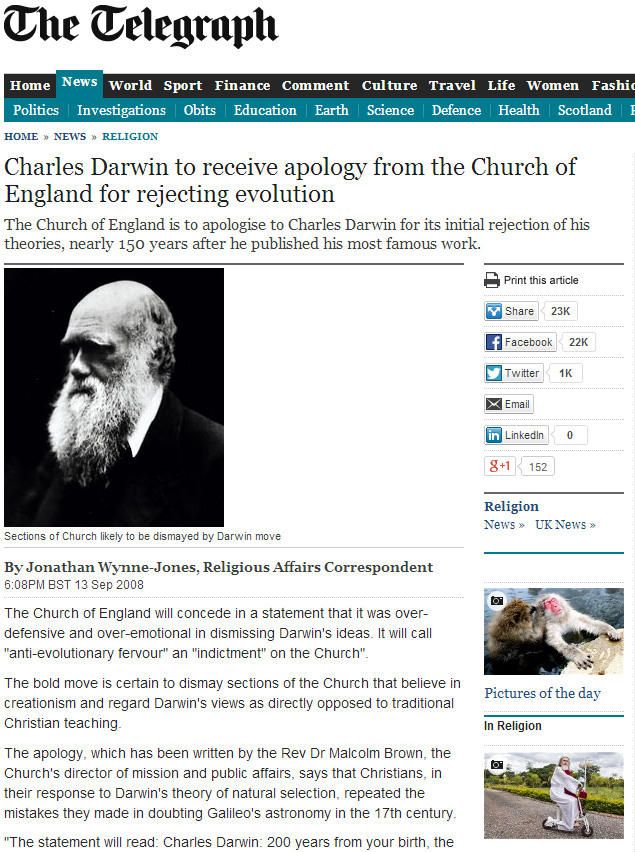 The Telegraph
Home News World Sport Finance Comment Culture Travel Life Women Fashio
Politics Investigations Obits Education Earth Science Defence Health Scotland
HOME » NEWS » RELIGION
Charles Darwin to receive apology from the Church of
England for rejecting evolution
The Church of England is to apologise to Charles Darwin for its initial rejection of his
theories, nearly 150 years after he published his most famous work.
Print this article
Share 23K
Facebook 22K
Twitter 1K
Email
in LinkedIn 0
g+1 152
Sections of Church likely to be dismayed by Darwin move
Religion
News » UK News »
Pictures of the day
In Religion
By Jonathan Wynne-Jones, Religious Affairs Correspondent
6:08PM BST 13 Sep 2008
The Church of England will concede in a statement that it was over-
defensive and over-emotional in dismissing Darwin's ideas. It will call
"anti-evolutionary fervour" an "indictment" on the Church".
The bold move is certain to dismay sections of the Church that believe in
creationism and regard Darwin's views as directly opposed to traditional
Christian teaching.
The apology, which has been written by the Rev Dr Malcolm Brown, the
Church's director of mission and public affairs, says that Christians, in
their response to Darwin's theory of natural selection, repeated the
mistakes they made in doubting Galileo's astronomy in the 17th century.
"The statement will read: Charles Darwin: 200 years from your birth, the